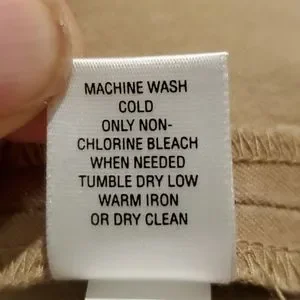 MACHINE WASH
COLD
ONLY NON-
CHLORINE BLEACH
WHEN NEEDED
TUMBLE DRY LOW
WARM IRON
OR DRY CLEAN